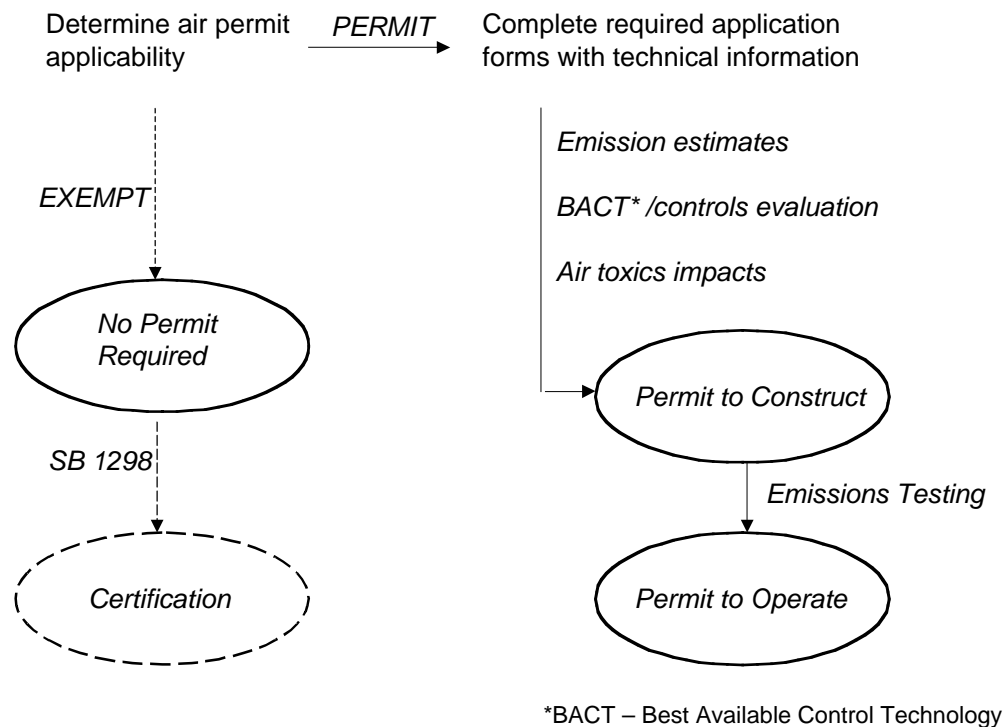 Determine air permit
applicability
PERMIT
Complete required application
forms with technical information
EXEMPT
Emission estimates
BACT* /controls evaluation
Air toxics impacts
No Permit
Required
Permit to Construct
SB 1298
Emissions Testing
Certification
Permit to Operate
*BACT – Best Available Control Technology